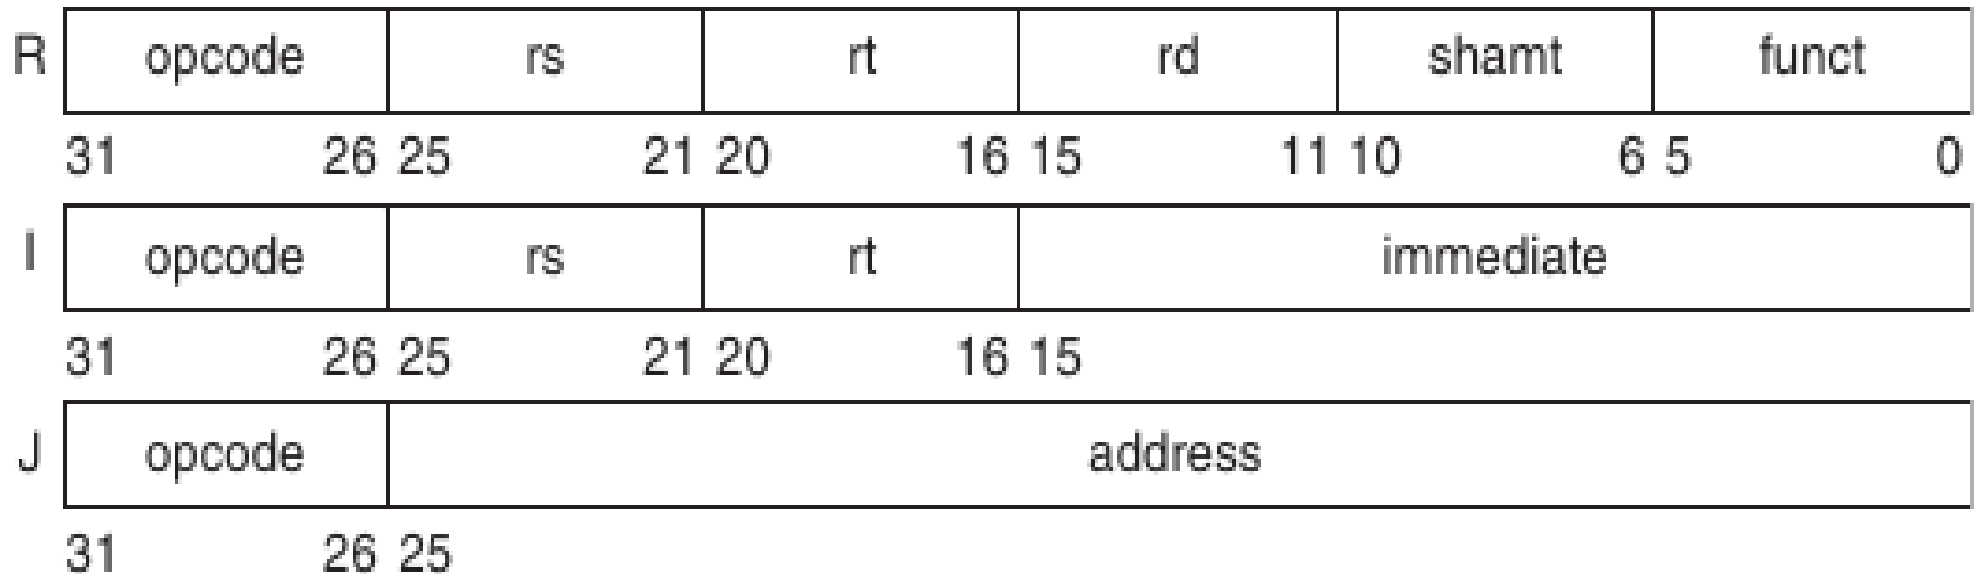 R opcode rs rt rd shamt funct
31 26 25 21 20 16 15 11 10 6 5 0
I opcode rs rt immediate
31 26 25 21 20 16 15
J opcode address
31 26 25